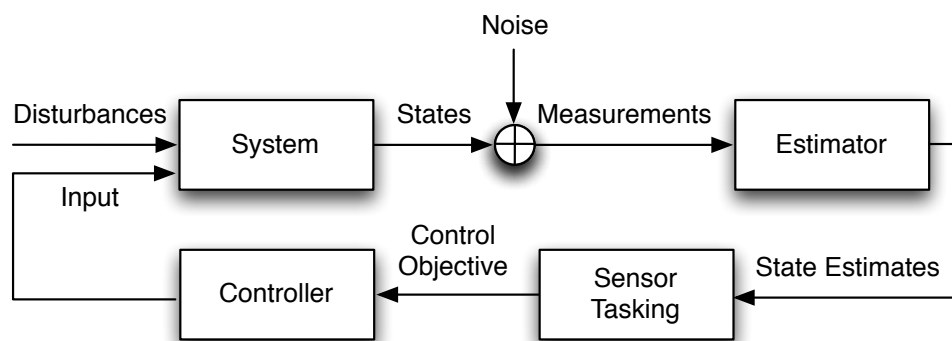 Noise
Disturbances
System
States
Measurements
Estimator
Input
Controller
Control
Objective
Sensor
Tasking
State Estimates